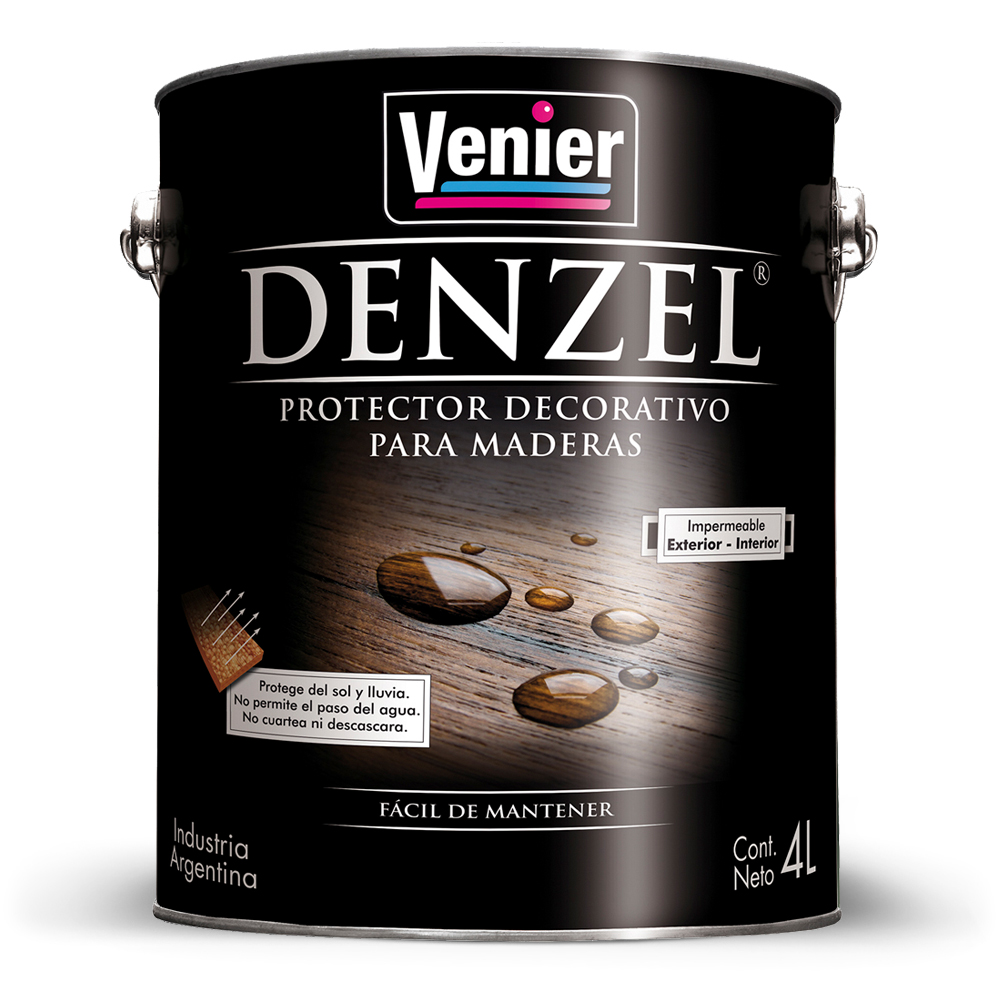 Venier
DENZEL®
PROTECTOR DECORATIVO
PARA MADERAS
Impermeable
Exterior - Interior
Protege del sol y lluvia.
No permite el paso del agua.
No cuartea ni descascara.
FÁCIL DE MANTENER
Industria
Argentina
Cont.
Neto 4L